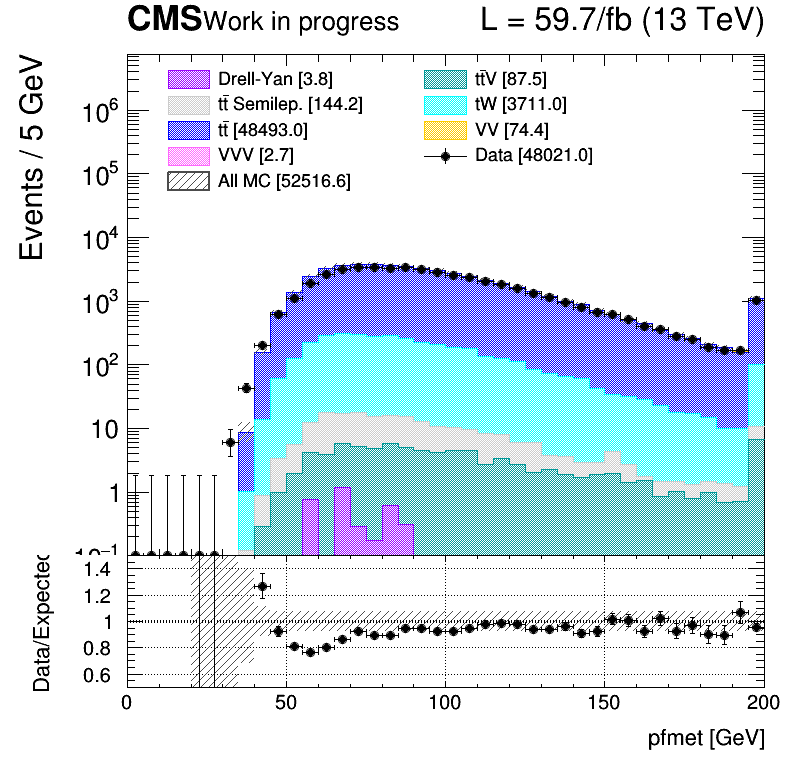 CMS Work in progress L = 59.7/fb (13 TeV)
Events / 5 GeV
Drell-Yan [3.8]
tt̄V [87.5]
tt̄ Semilep. [144.2]
tW [3711.0]
tt̄ [48493.0]
VV [74.4]
VVV [2.7]
Data [48021.0]
All MC [52516.6]
10⁶
10⁵
10⁴
10³
10²
10
1
10⁻¹
Data/Expected
1.4
1.2
1
0.8
0.6
0 50 100 150 200
pfmet [GeV]